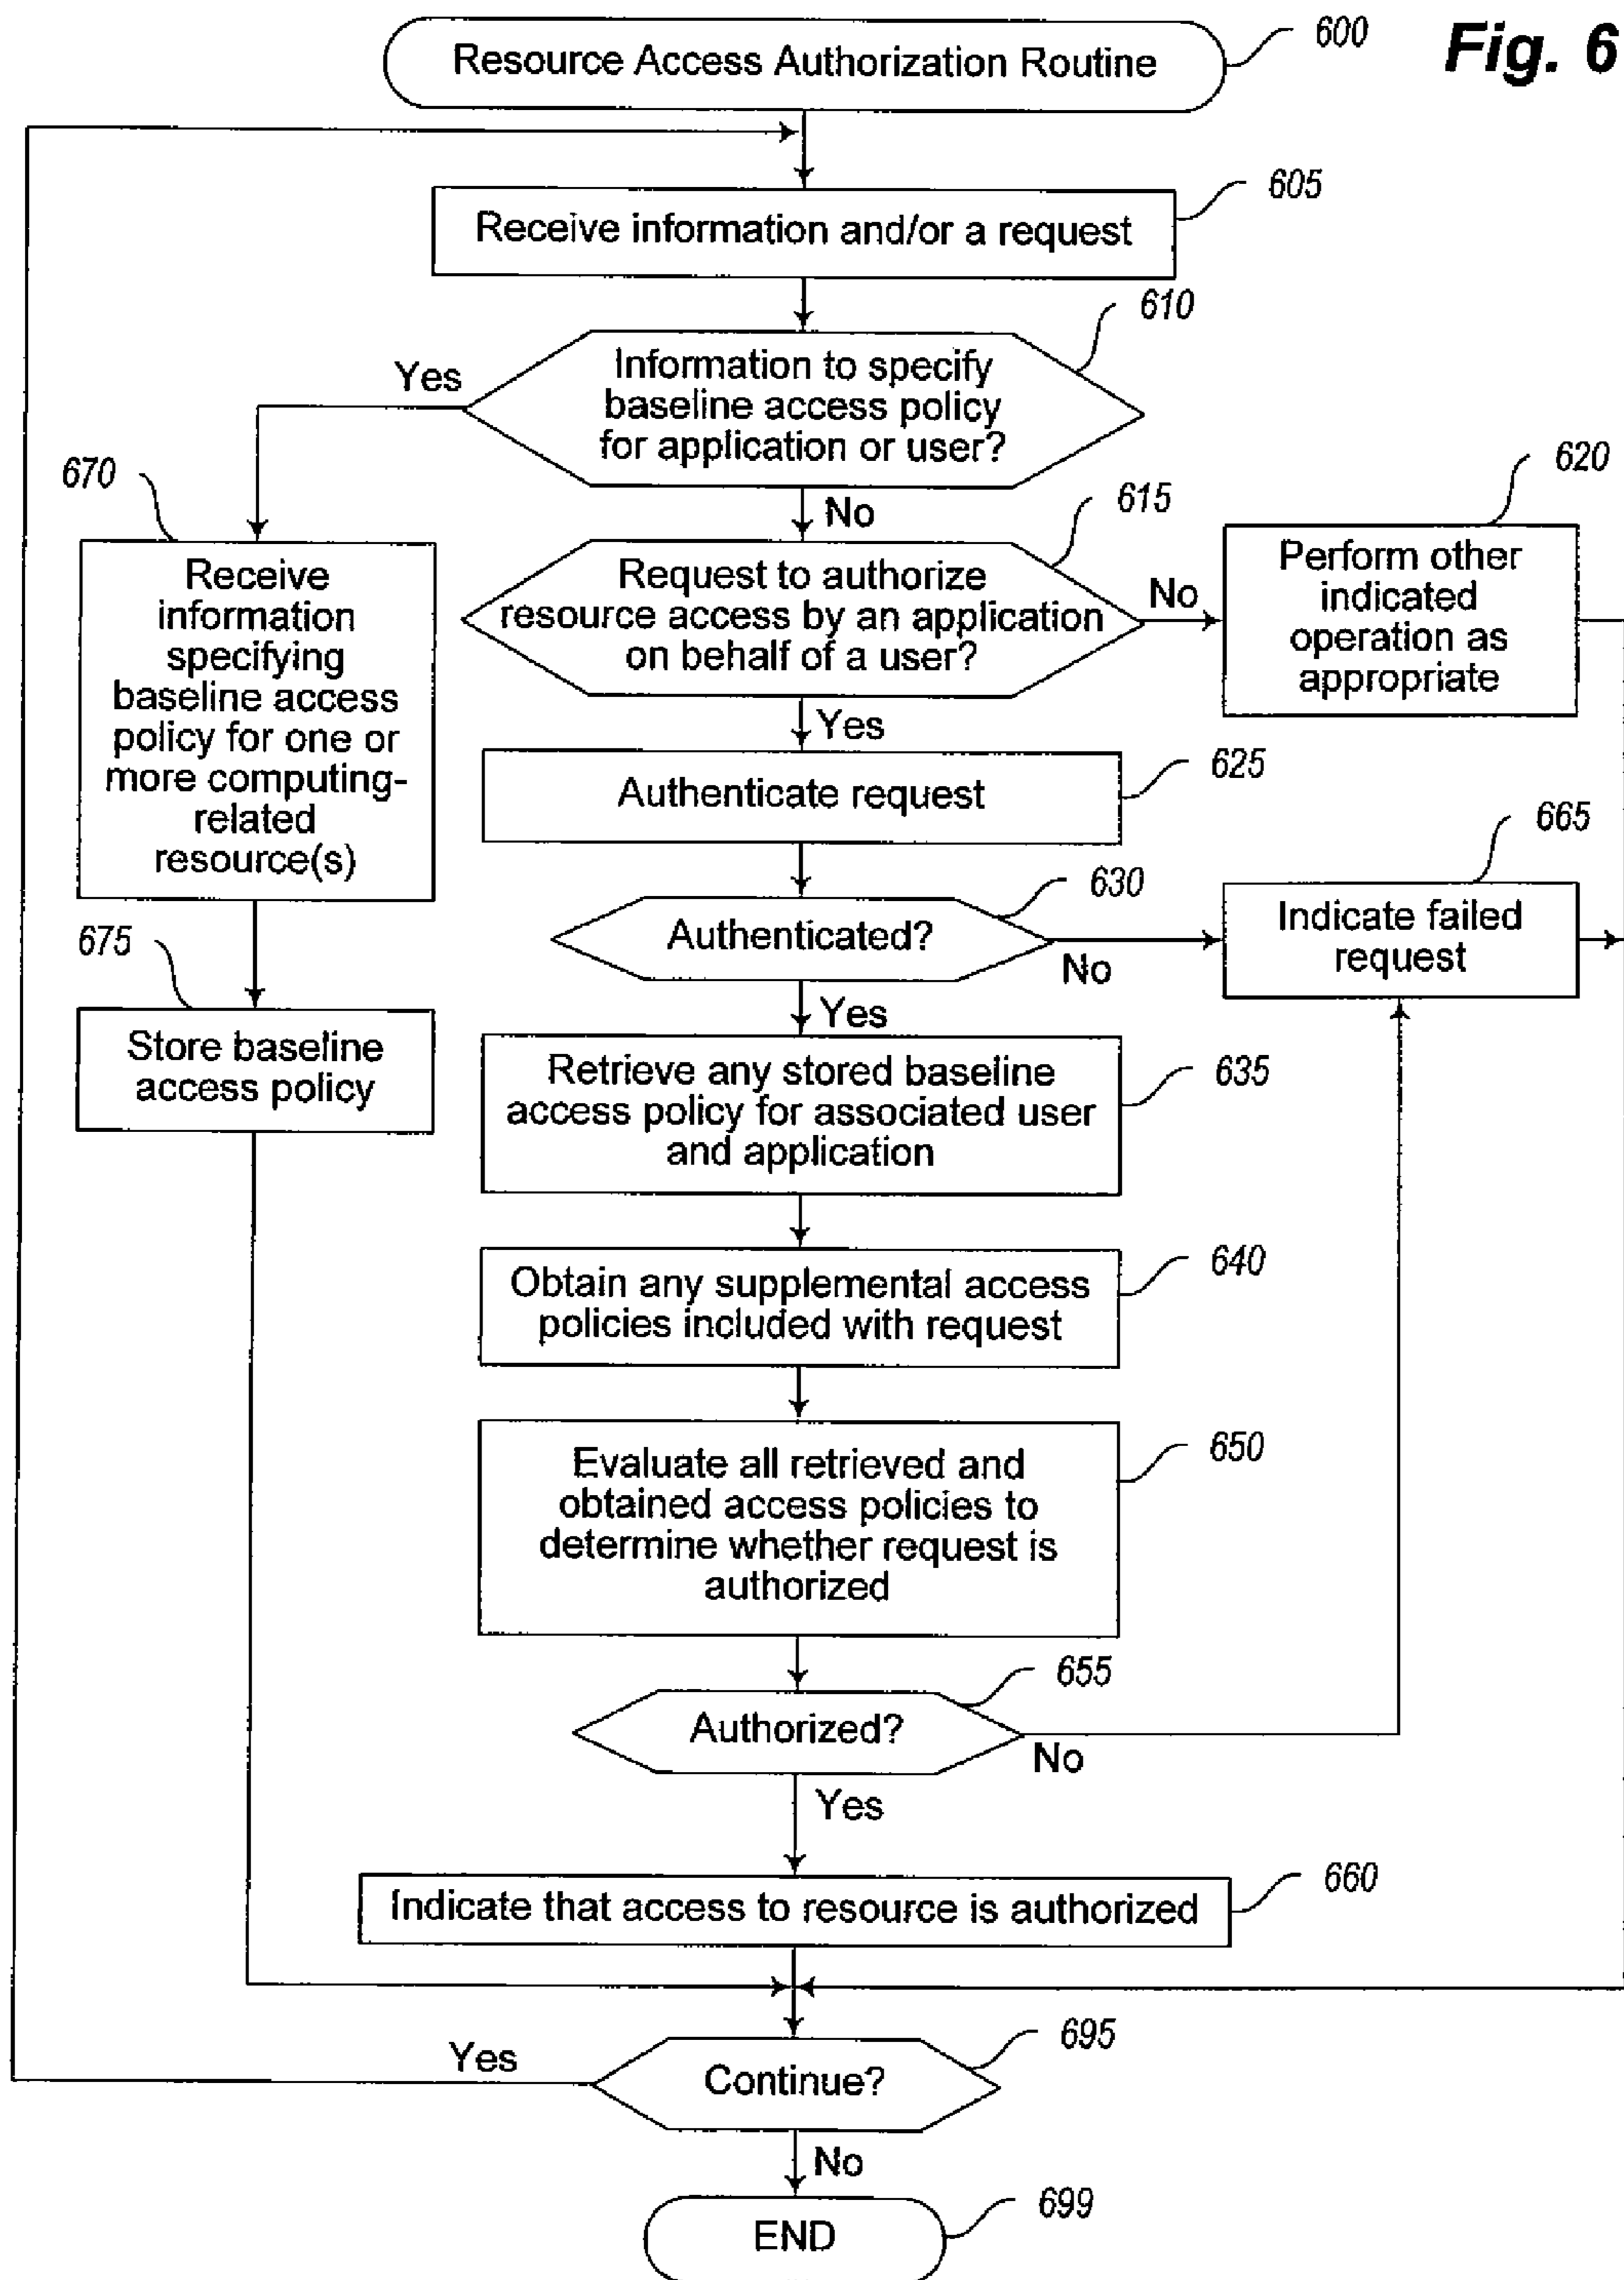 Fig. 6
Resource Access Authorization Routine
600
Receive information and/or a request
605
Information to specify
baseline access policy
for application or user?
610
Yes
No
Request to authorize
resource access by an application
on behalf of a user?
615
No
Yes
Perform other
indicated
operation as
appropriate
620
670
Receive
information
specifying
baseline access
policy for one or
more computing-
related
resource(s)
Authenticate request
625
Authenticated?
630
No
Yes
Indicate failed
request
665
675
Store baseline
access policy
Retrieve any stored baseline
access policy for associated user
and application
635
Obtain any supplemental access
policies included with request
640
Evaluate all retrieved and
obtained access policies to
determine whether request is
authorized
650
Authorized?
655
No
Yes
Indicate that access to resource is authorized
660
Continue?
695
Yes
No
END
699